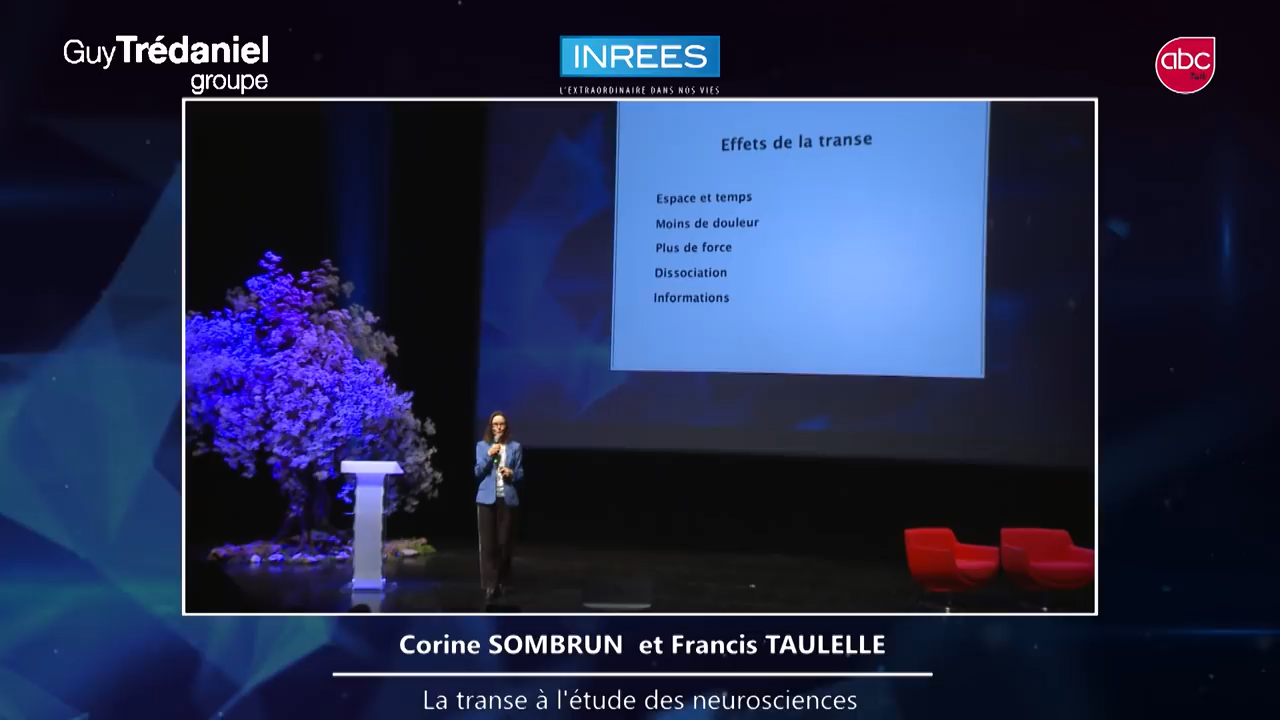 GuyTrédaniel
groupe
INREES
L'EXTRAORDINAIRE DANS NOS VIES
abc
Talk
Effets de la transe
Espace et temps
Moins de douleur
Plus de force
Dissociation
Informations
Corine SOMBRUN et Francis TAULELLE
La transe à l'étude des neurosciences